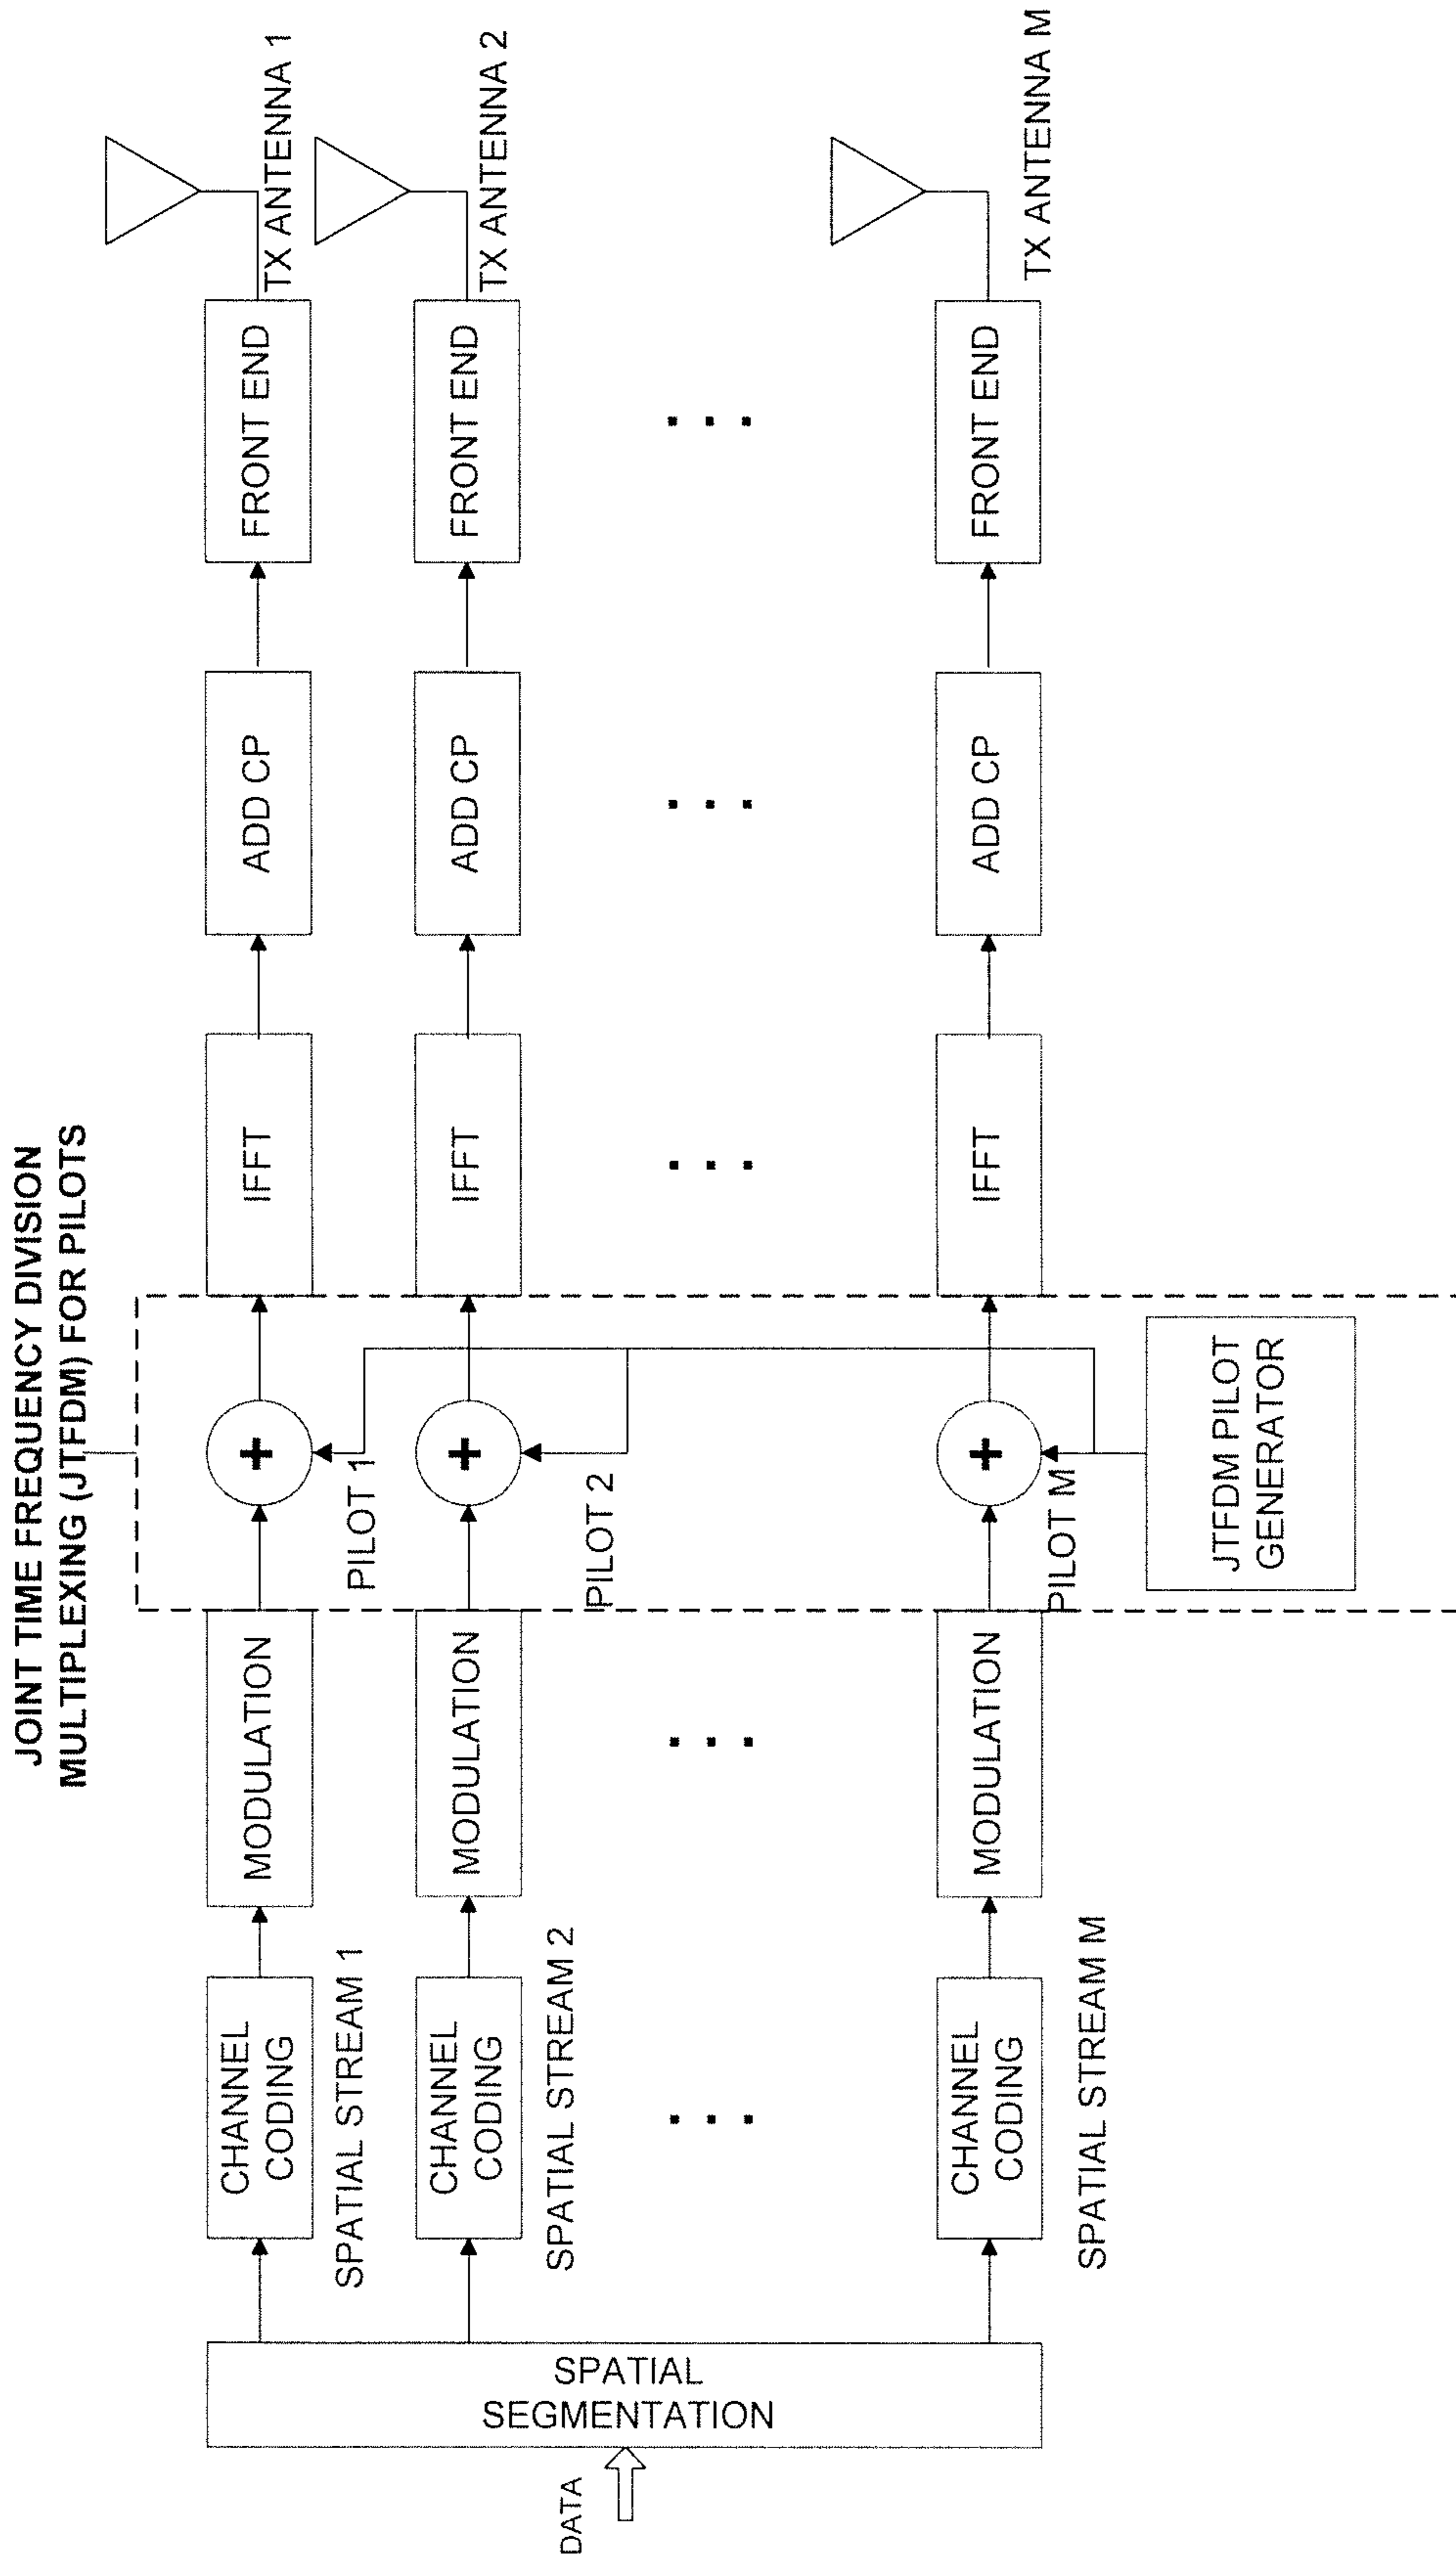 JOINT TIME FREQUENCY DIVISION
MULTIPLEXING (JTFDM) FOR PILOTS
DATA
SPATIAL
SEGMENTATION
CHANNEL
CODING
SPATIAL STREAM 1
MODULATION
PILOT 1
+
IFFT
ADD CP
FRONT END
TX ANTENNA 1
CHANNEL
CODING
SPATIAL STREAM 2
MODULATION
PILOT 2
+
IFFT
ADD CP
FRONT END
TX ANTENNA 2
. . .
. . .
. . .
. . .
. . .
CHANNEL
CODING
SPATIAL STREAM M
MODULATION
PILOT M
+
IFFT
ADD CP
FRONT END
TX ANTENNA M
JTFDM PILOT
GENERATOR